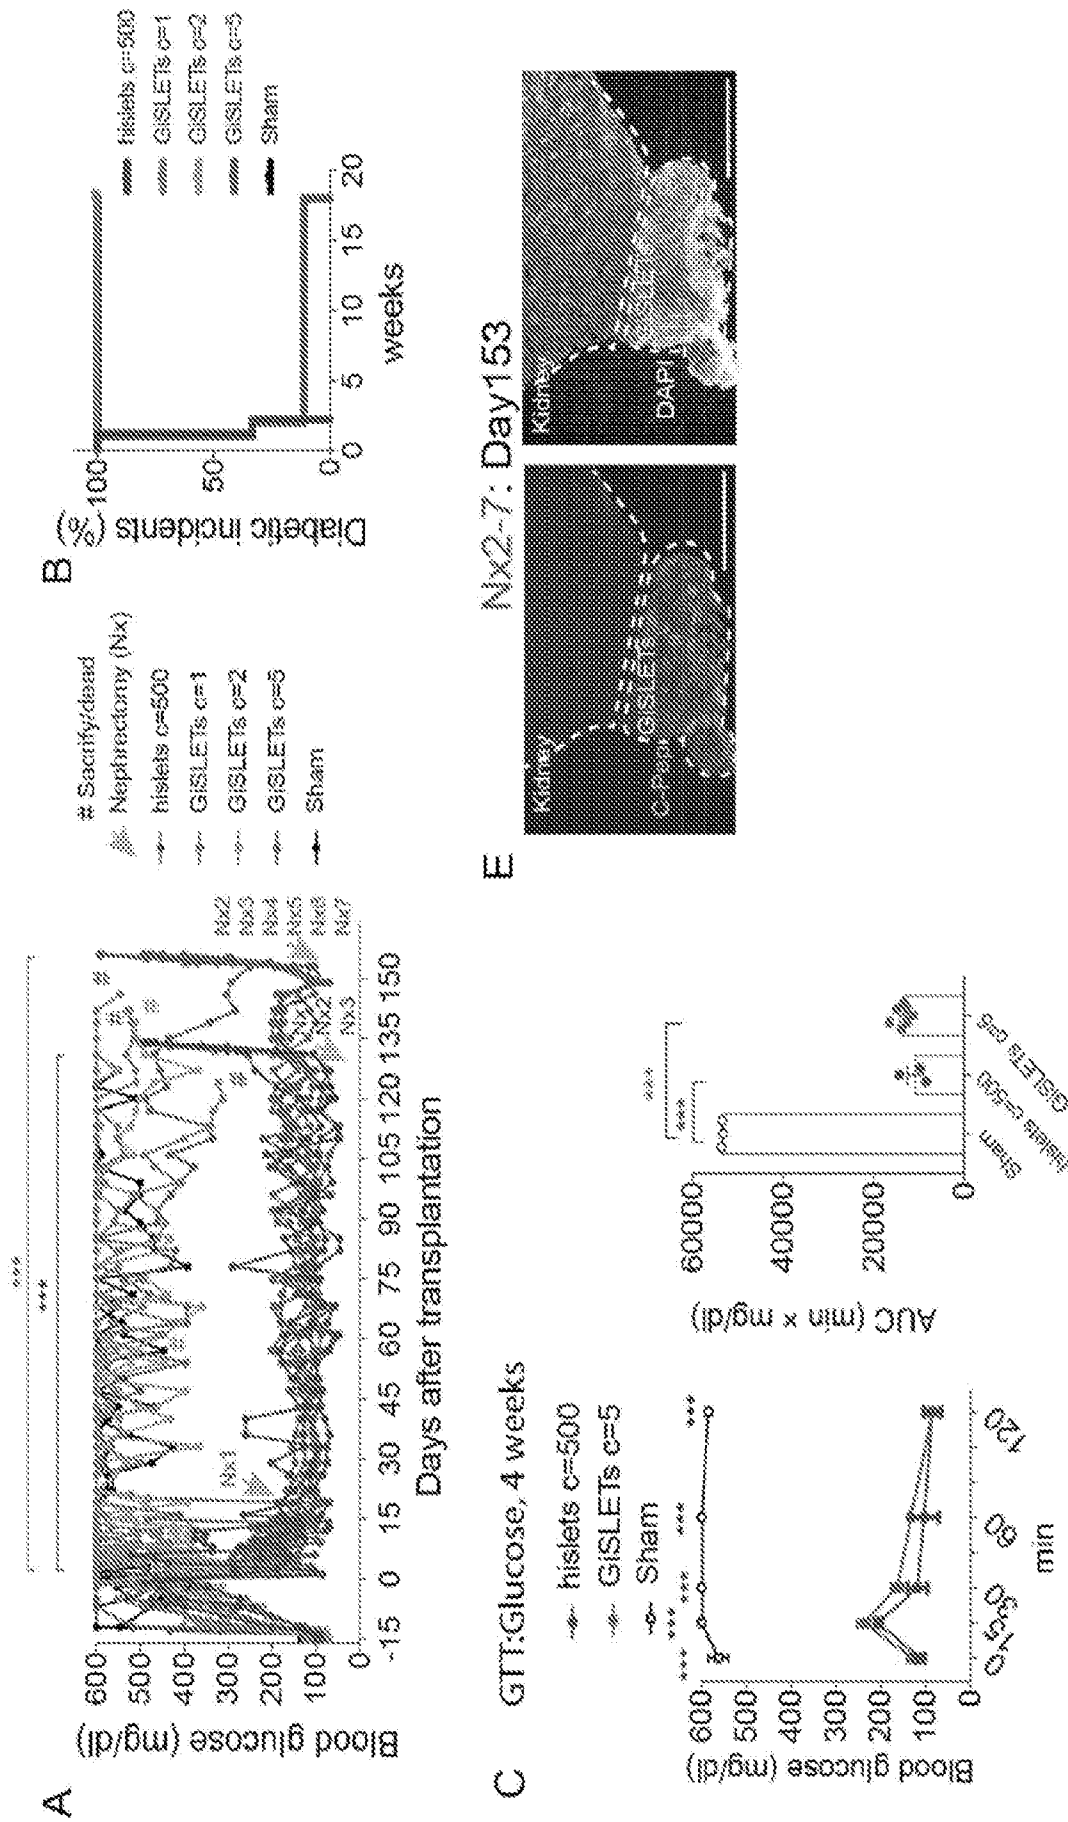 A
Blood glucose (mg/dl)
600
500
400
300
200
100
0
-15 0 15 30 45 60 75 90 105 120 135 150
Days after transplantation
***
***
#
#
#
#
#
#
Nx1
Nx1
Nx2
Nx3
Nx2
Nx3
Nx4
Nx5
Nx6
Nx7
# Sacrify/dead
Nephrectomy (Nx)
hislets c=500
GiSLETs c=1
GiSLETs c=2
GiSLETs c=5
Sham
B
Diabetic incidents (%)
100
50
0
0 5 10 15 20
weeks
hislets c=500
GiSLETs c=1
GiSLETs c=2
GiSLETs c=5
Sham
C
GTT:Glucose, 4 weeks
hislets c=500
GiSLETs c=5
Sham
Blood glucose (mg/dl)
600
500
400
300
200
100
0
*** *** *** *** ***
0 15 30 60 120
min
AUC (min × mg/dl)
60000
40000
20000
0
***
***
Sham
hislets c=500
GiSLETs c=5
E
Nx2-7: Day153
Kidney
GiSLETs
Kidney
DAPI